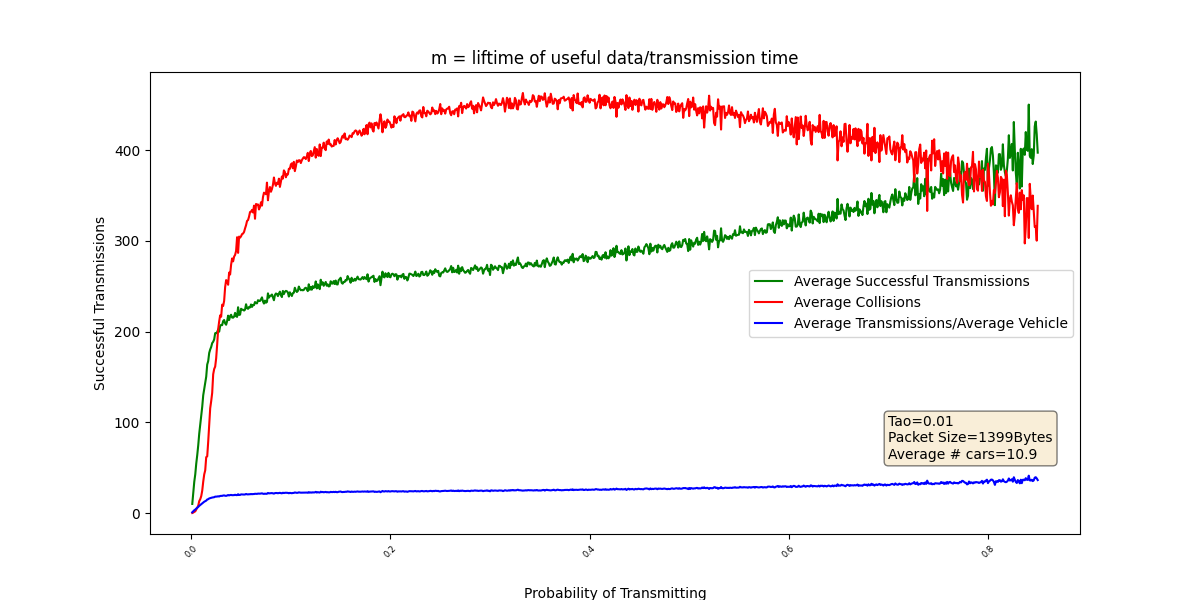 m = liftime of useful data/transmission time
Successful Transmissions
400
300
200
100
0
Average Successful Transmissions
Average Collisions
Average Transmissions/Average Vehicle
Tao=0.01
Packet Size=1399Bytes
Average # cars=10.9
0.0
0.2
0.4
0.6
0.8
Probability of Transmitting